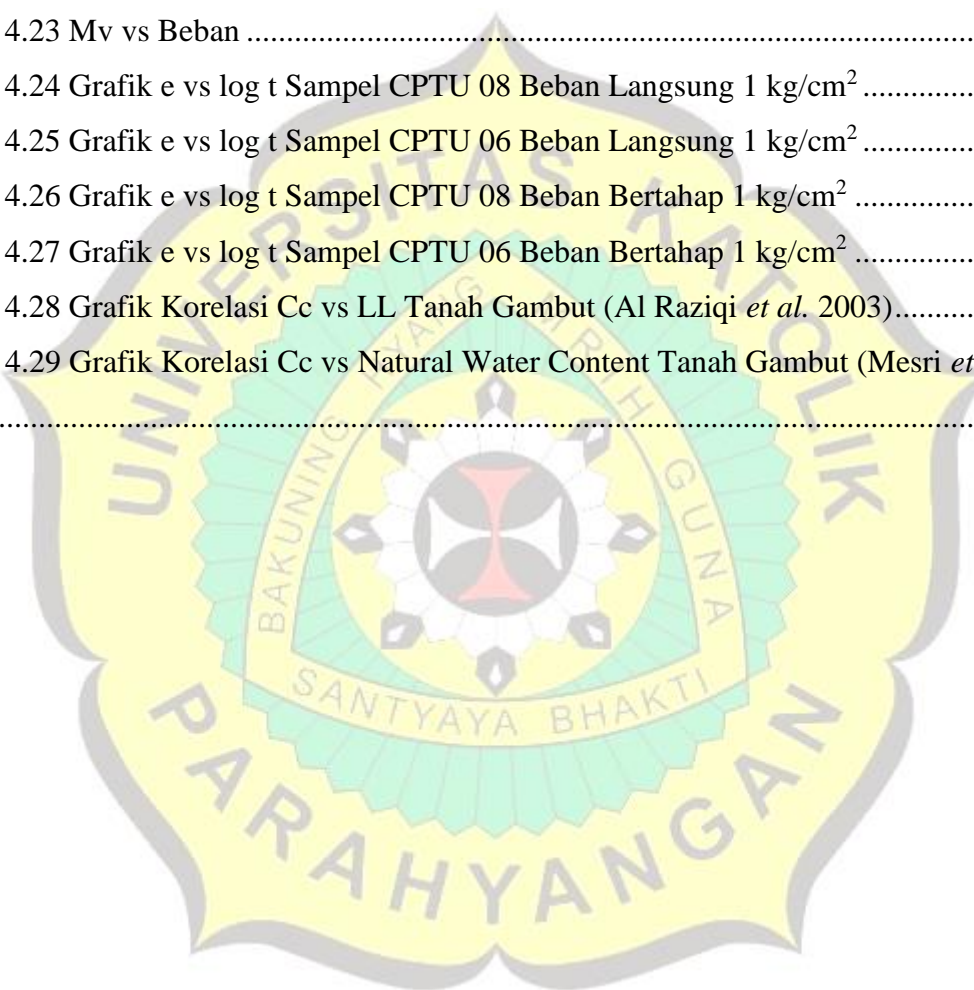 4.23 Mv vs Beban ............................................................................................
4.24 Grafik e vs log t Sampel CPTU 08 Beban Langsung 1 kg/cm² ..............
4.25 Grafik e vs log t Sampel CPTU 06 Beban Langsung 1 kg/cm² ..............
4.26 Grafik e vs log t Sampel CPTU 08 Beban Bertahap 1 kg/cm² ...............
4.27 Grafik e vs log t Sampel CPTU 06 Beban Bertahap 1 kg/cm² ...............
4.28 Grafik Korelasi Cc vs LL Tanah Gambut (Al Raziqi et al. 2003)..........
4.29 Grafik Korelasi Cc vs Natural Water Content Tanah Gambut (Mesri et
...........................................................................................................................
UNIVERSITAS KATOLIK
PARAHYANGAN
BAKUNING HYANG MRIH GUNA
SANTYAYA BHAKTI